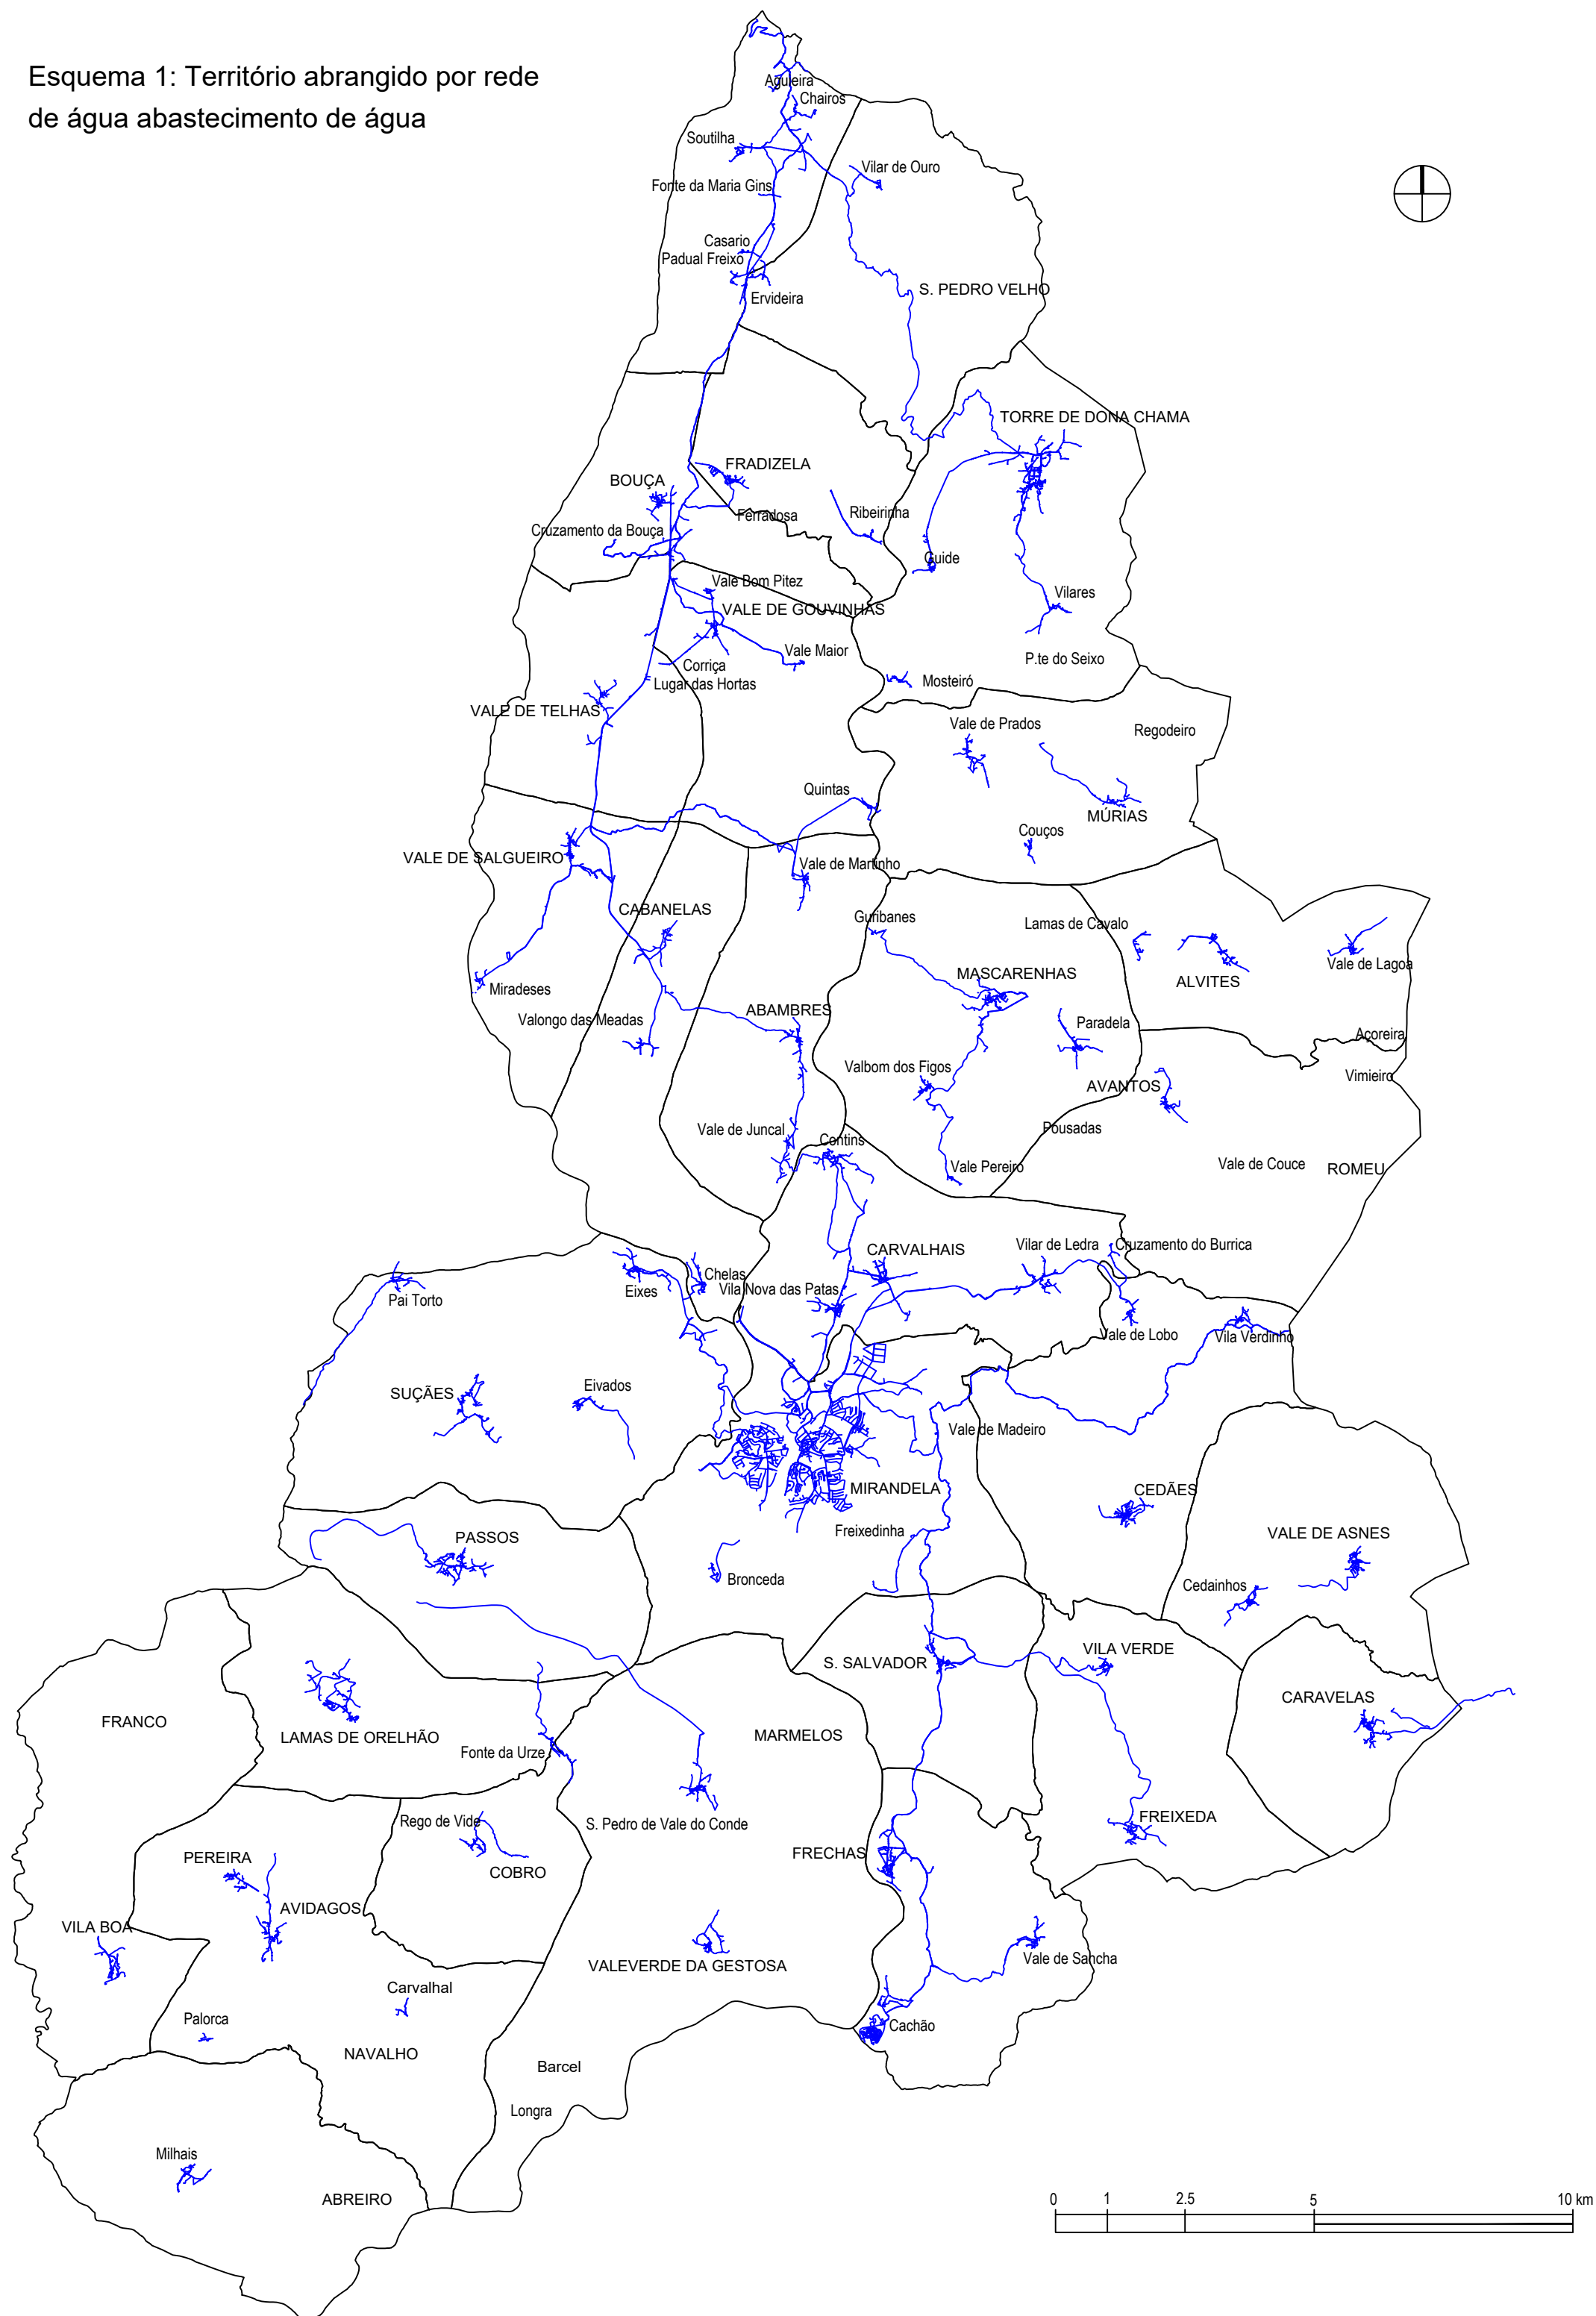 Esquema 1: Território abrangido por rede
de água abastecimento de água
Aguieira
Chairos
Soutilha
Vilar de Ouro
Fonte da Maria Gins
Casario
Padual Freixo
Ervideira
S. PEDRO VELHO
TORRE DE DONA CHAMA
FRADIZELA
BOUÇA
Ferradosa
Ribeirinha
Cruzamento da Bouça
Guide
Vale Bom Pitez
Vilares
VALE DE GOUVINHAS
Vale Maior
P.te do Seixo
Corriça
Lugar das Hortas
Mosteiró
VALE DE TELHAS
Vale de Prados
Regodeiro
Quintas
MÚRIAS
Couços
VALE DE SALGUEIRO
Vale de Martinho
CABANELAS
Guribanes
Lamas de Cavalo
Vale de Lagoa
MASCARENHAS
ALVITES
Miradeses
ABAMBRES
Valongo das Meadas
Paradela
Açoreira
Valbom dos Figos
Vimieiro
AVANTOS
Vale de Juncal
Contins
Pousadas
Vale Pereiro
Vale de Couce
ROMEU
CARVALHAIS
Vilar de Ledra
Cruzamento do Burrica
Chelas
Eixes
Vila Nova das Patas
Pai Torto
Vale de Lobo
Vila Verdinho
SUÇÃES
Eivados
Vale de Madeiro
MIRANDELA
CEDÃES
Freixedinha
VALE DE ASNES
PASSOS
Bronceda
Cedainhos
S. SALVADOR
VILA VERDE
CARAVELAS
FRANCO
LAMAS DE ORELHÃO
MARMELOS
Fonte da Urze
Rego de Vide
S. Pedro de Vale do Conde
FREIXEDA
FRECHAS
PEREIRA
COBRO
AVIDAGOS
VILA BOA
VALEVERDE DA GESTOSA
Vale de Sancha
Carvalhal
Palorca
Cachão
NAVALHO
Barcel
Longra
Milhais
ABREIRO
0 1 2.5 5 10 km